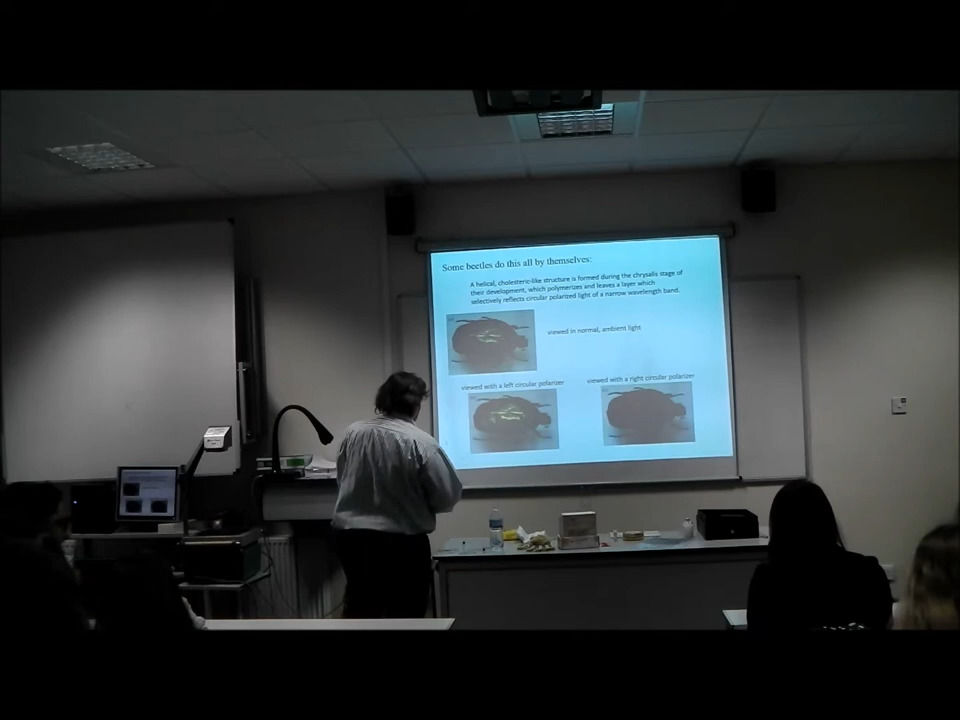 Some beetles do this all by themselves:
A helical, cholesteric-like structure is formed during the chrysalis stage of
their development, which polymerizes and leaves a layer which
selectively reflects circular polarized light of a narrow wavelength band.
viewed in normal, ambient light
viewed with a left circular polarizer
viewed with a right circular polarizer